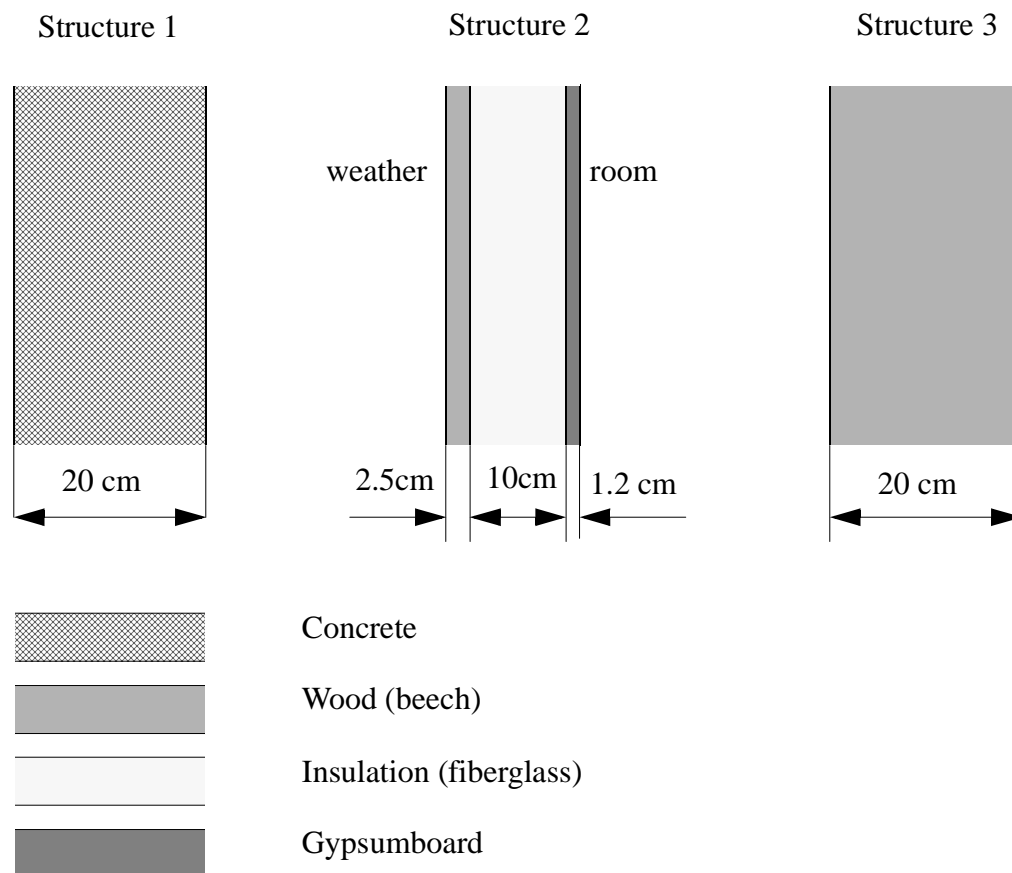 Structure 1
Structure 2
Structure 3
weather
room
20 cm
2.5cm
10cm
1.2 cm
20 cm
Concrete
Wood (beech)
Insulation (fiberglass)
Gypsumboard